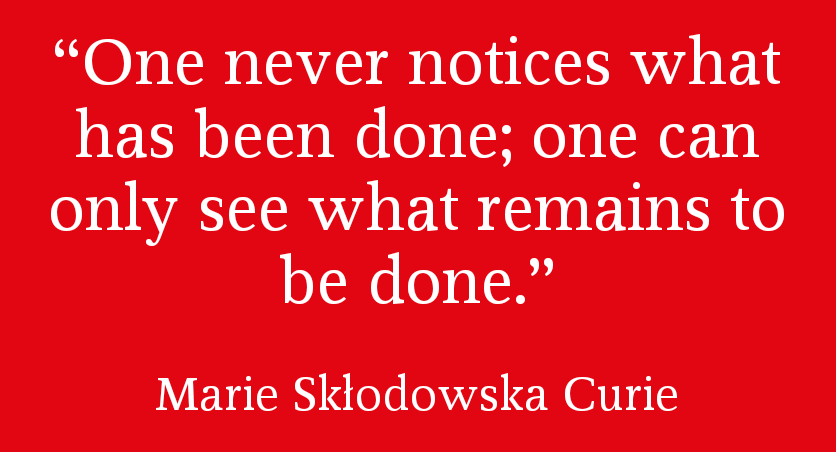 “One never notices what
has been done; one can
only see what remains to
be done.”
Marie Skłodowska Curie